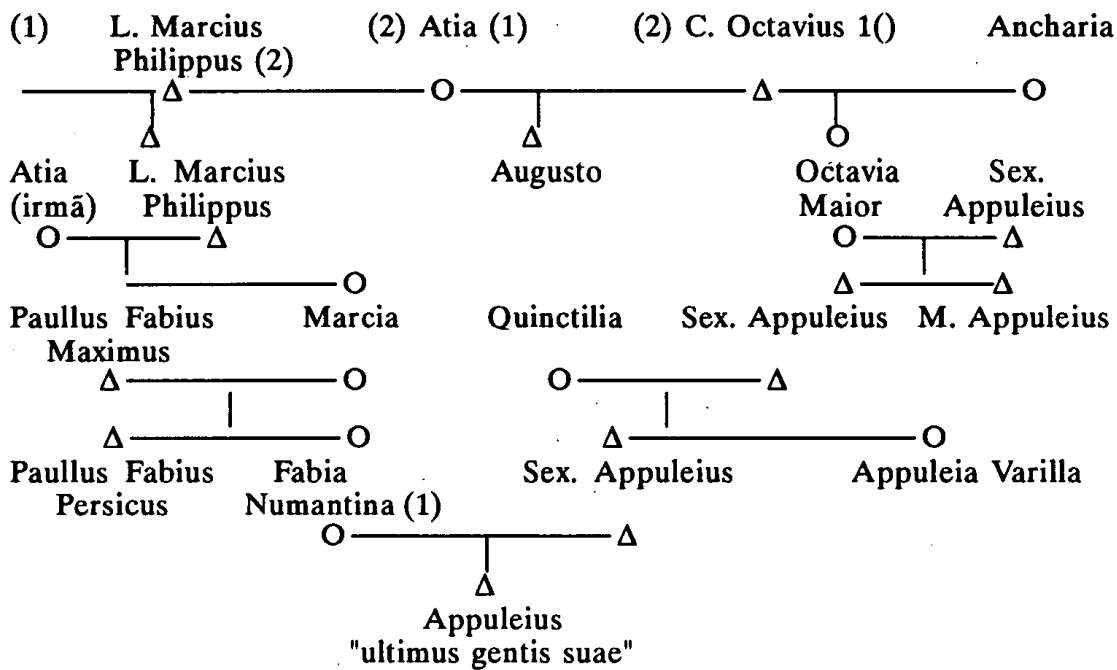 (1) L. Marcius (2) Atia (1) (2) C. Octavius 1() Ancharia
Philippus (2)
Atia L. Marcius Augusto Octavia Sex.
(irmã) Philippus Maior Appuleius
Paullus Fabius Marcia Quinctilia Sex. Appuleius M. Appuleius
Maximus
Paullus Fabius Fabia Sex. Appuleius Appuleia Varilla
Persicus Numantina (1)
Appuleius
"ultimus gentis suae"